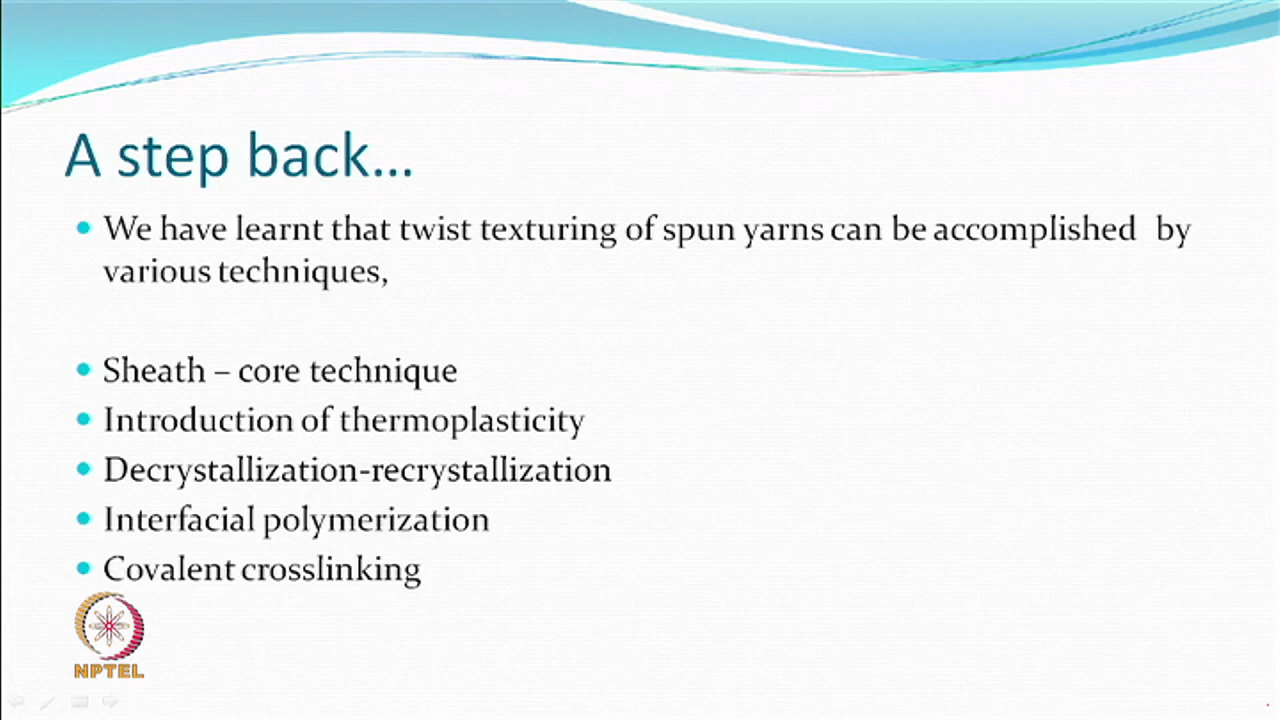 A step back...
We have learnt that twist texturing of spun yarns can be accomplished by
various techniques,
Sheath – core technique
Introduction of thermoplasticity
Decrystallization-recrystallization
Interfacial polymerization
Covalent crosslinking
NPTEL